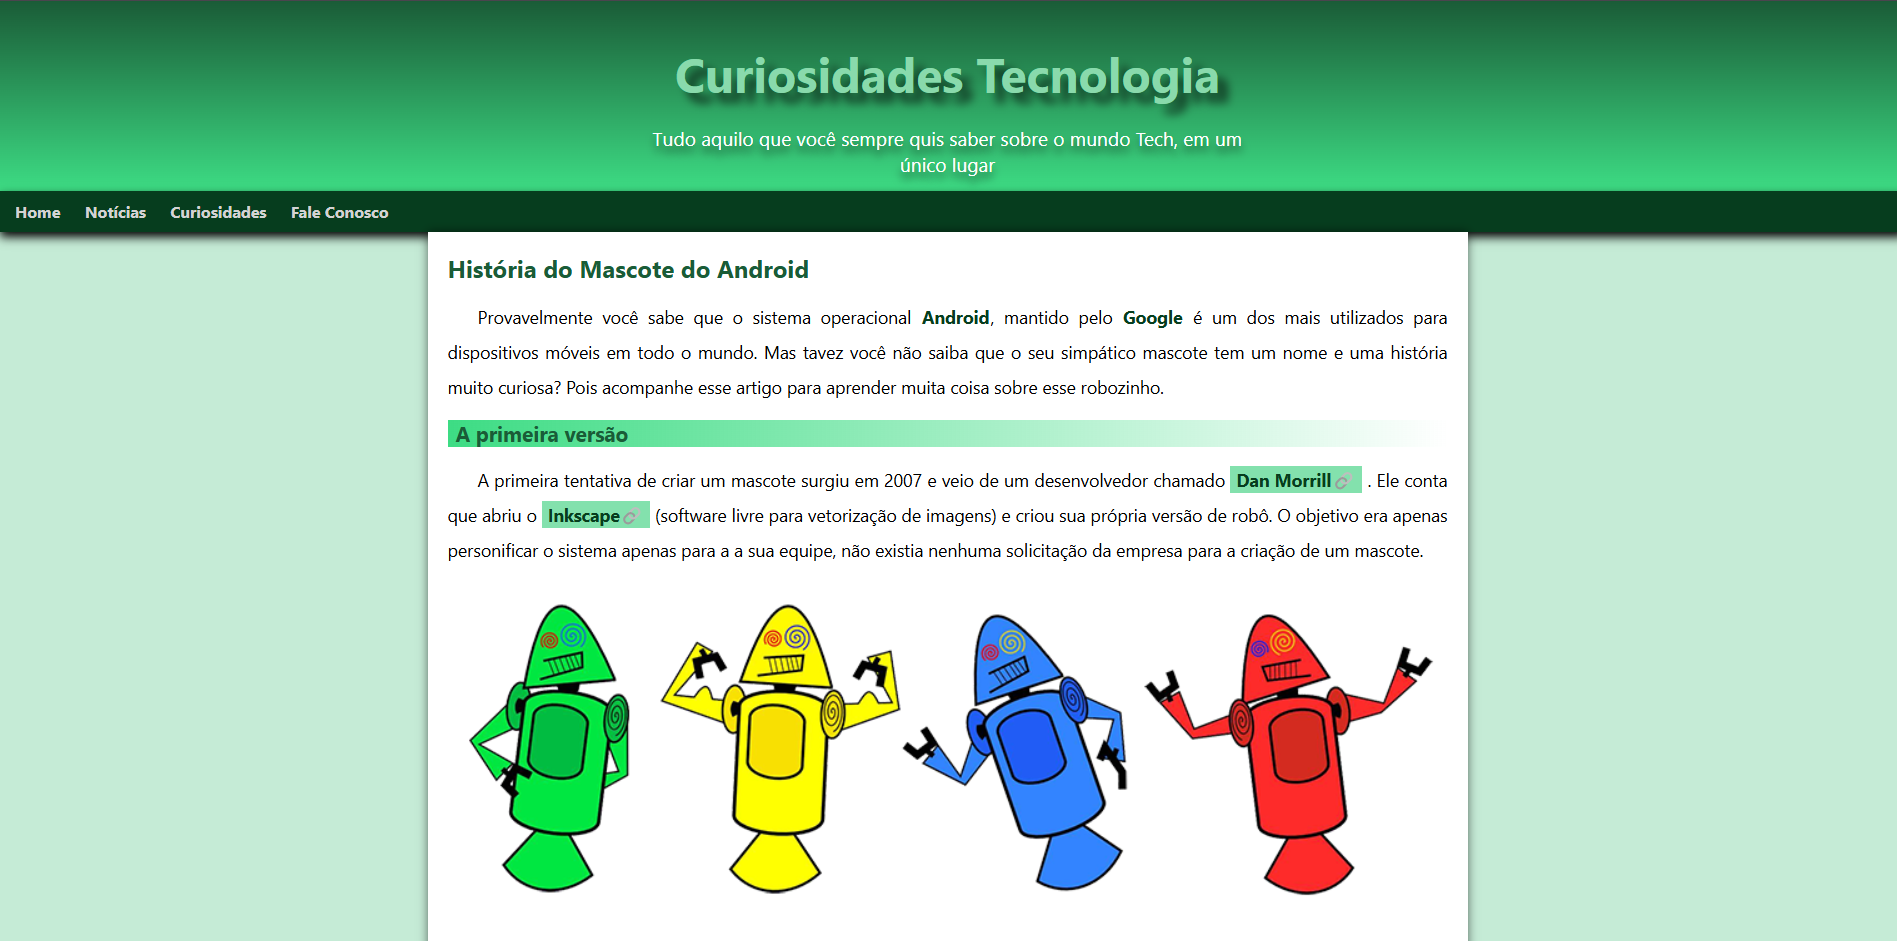 Curiosidades Tecnologia
Tudo aquilo que você sempre quis saber sobre o mundo Tech, em um
único lugar
Home Notícias Curiosidades Fale Conosco
História do Mascote do Android
Provavelmente você sabe que o sistema operacional Android, mantido pelo Google é um dos mais utilizados para
dispositivos móveis em todo o mundo. Mas tavez você não saiba que o seu simpático mascote tem um nome e uma história
muito curiosa? Pois acompanhe esse artigo para aprender muita coisa sobre esse robozinho.
A primeira versão
A primeira tentativa de criar um mascote surgiu em 2007 e veio de um desenvolvedor chamado Dan Morrill . Ele conta
que abriu o Inkscape (software livre para vetorização de imagens) e criou sua própria versão de robô. O objetivo era apenas
personificar o sistema apenas para a a sua equipe, não existia nenhuma solicitação da empresa para a criação de um mascote.